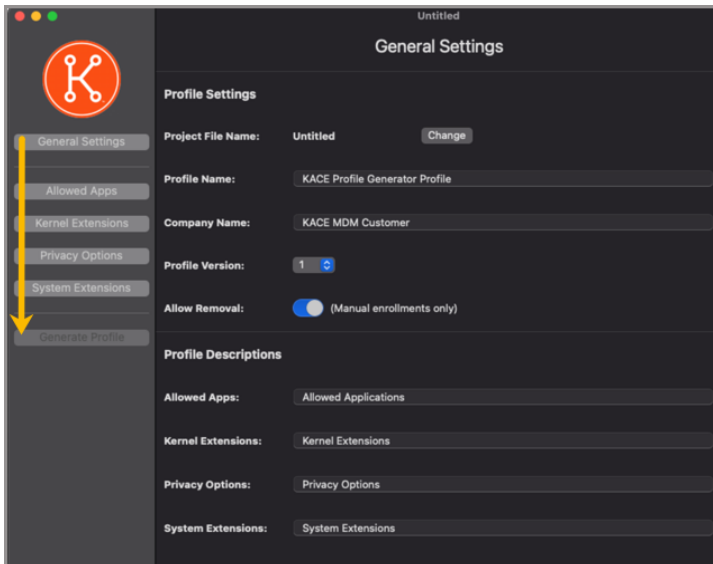 Untitled
General Settings
General Settings
Allowed Apps
Kernel Extensions
Privacy Options
System Extensions
Generate Profile
Profile Settings
Project File Name: Untitled Change
Profile Name: KACE Profile Generator Profile
Company Name: KACE MDM Customer
Profile Version: 1
Allow Removal: (Manual enrollments only)
Profile Descriptions
Allowed Apps: Allowed Applications
Kernel Extensions: Kernel Extensions
Privacy Options: Privacy Options
System Extensions: System Extensions